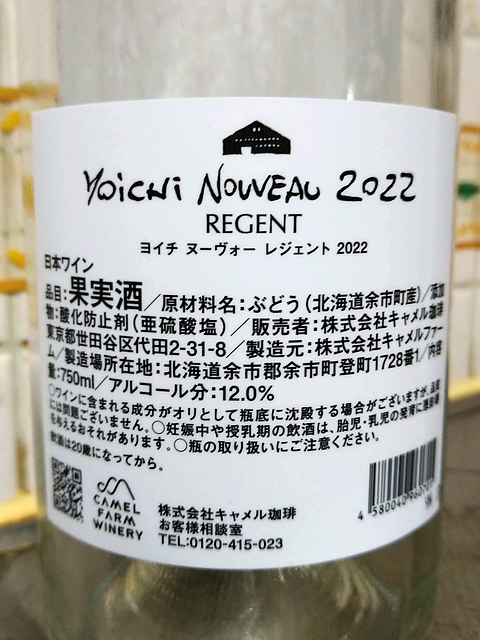 YOiCHi NOUVEAU 2022
REGENT
ヨイチ ヌーヴォー レジェント 2022
日本ワイン
品目:果実酒/原材料名:ぶどう(北海道余市町産)/添加
物:酸化防止剤(亜硫酸塩)/販売者:株式会社キャメル珈琲
東京都世田谷区代田2-31-8/製造元:株式会社キャメルファー
ム/製造場所在地:北海道余市郡余市町登町1728番1/内容
量:750ml/アルコール分:12.0%
○ワインに含まれる成分がオリとして瓶底に沈殿する場合がございますが、品質
には問題ございません。○妊娠中や授乳期の飲酒は、胎児・乳児の発育に悪影響
を与えるおそれがあります。○瓶の取り扱いにご注意ください。
飲酒は20歳になってから。
CAMEL
FARM
WINERY
株式会社キャメル珈琲
お客様相談室
TEL:0120-415-023
4 580040